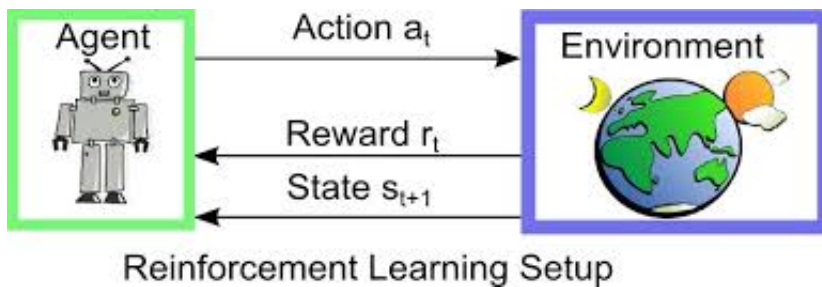 Agent
Action aₜ
Environment
Reward rₜ
State sₜ₊₁
Reinforcement Learning Setup